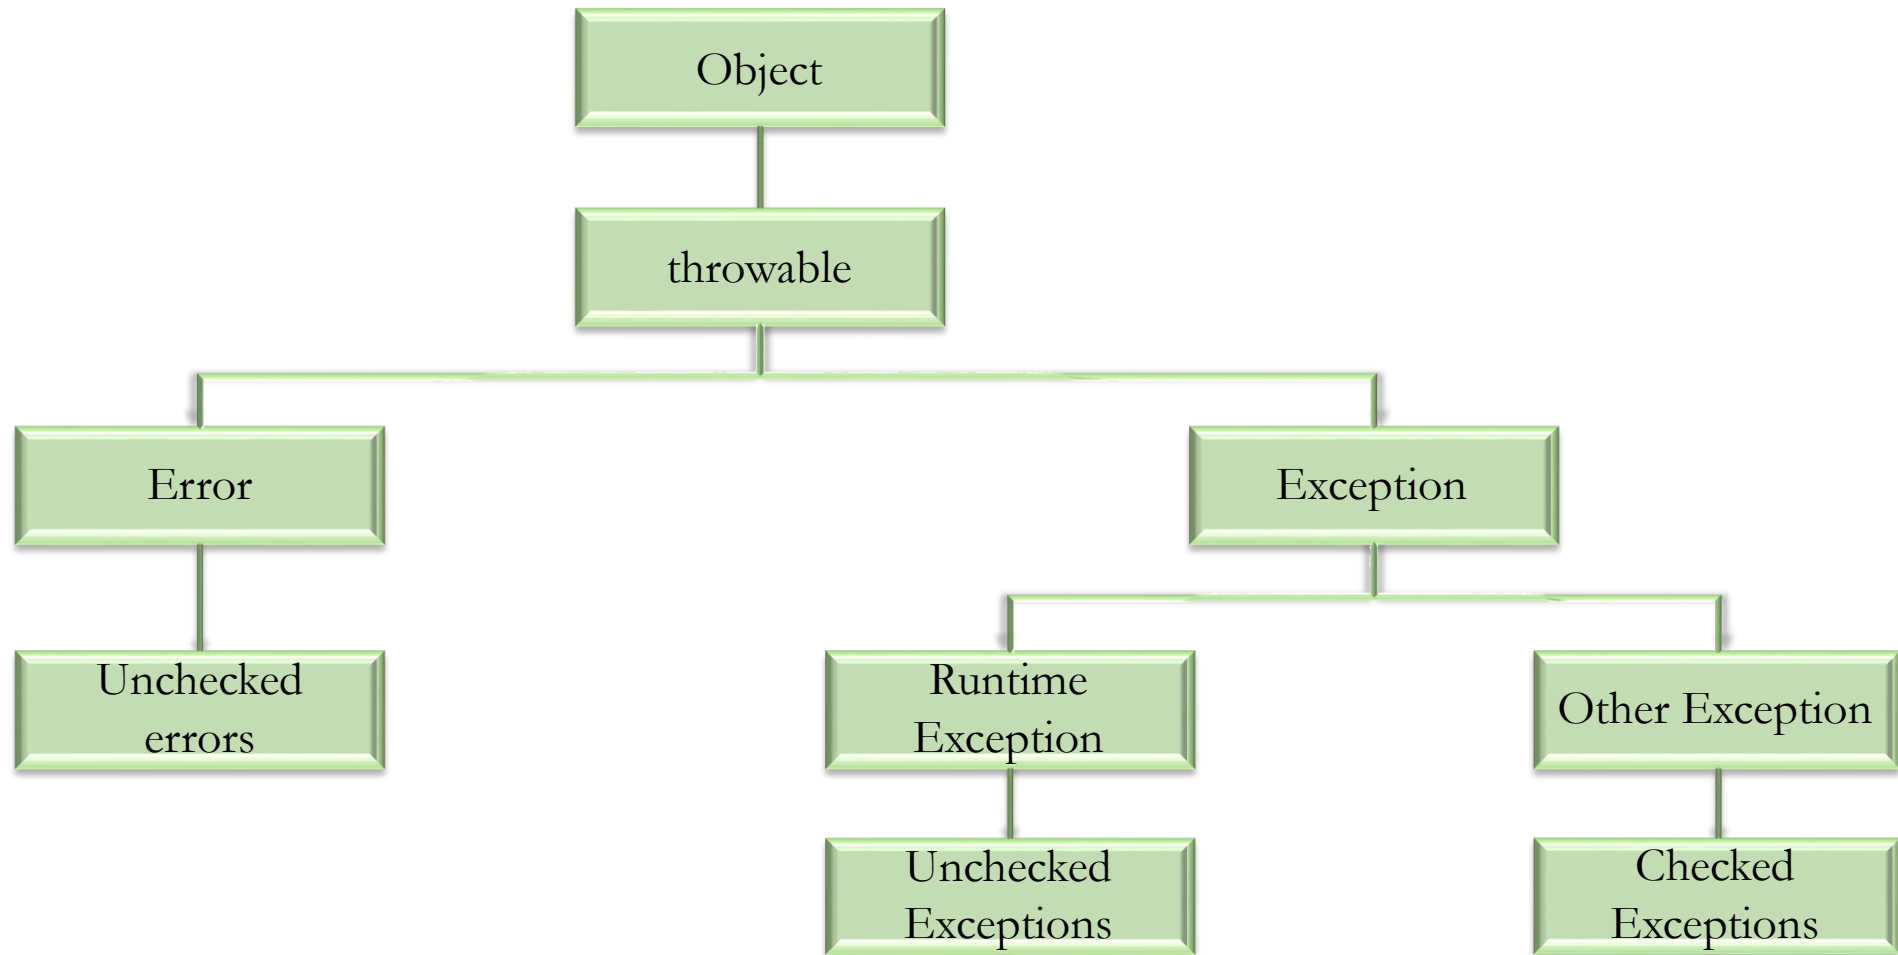 Object
throwable
Error
Exception
Unchecked
errors
Runtime
Exception
Other Exception
Unchecked
Exceptions
Checked
Exceptions